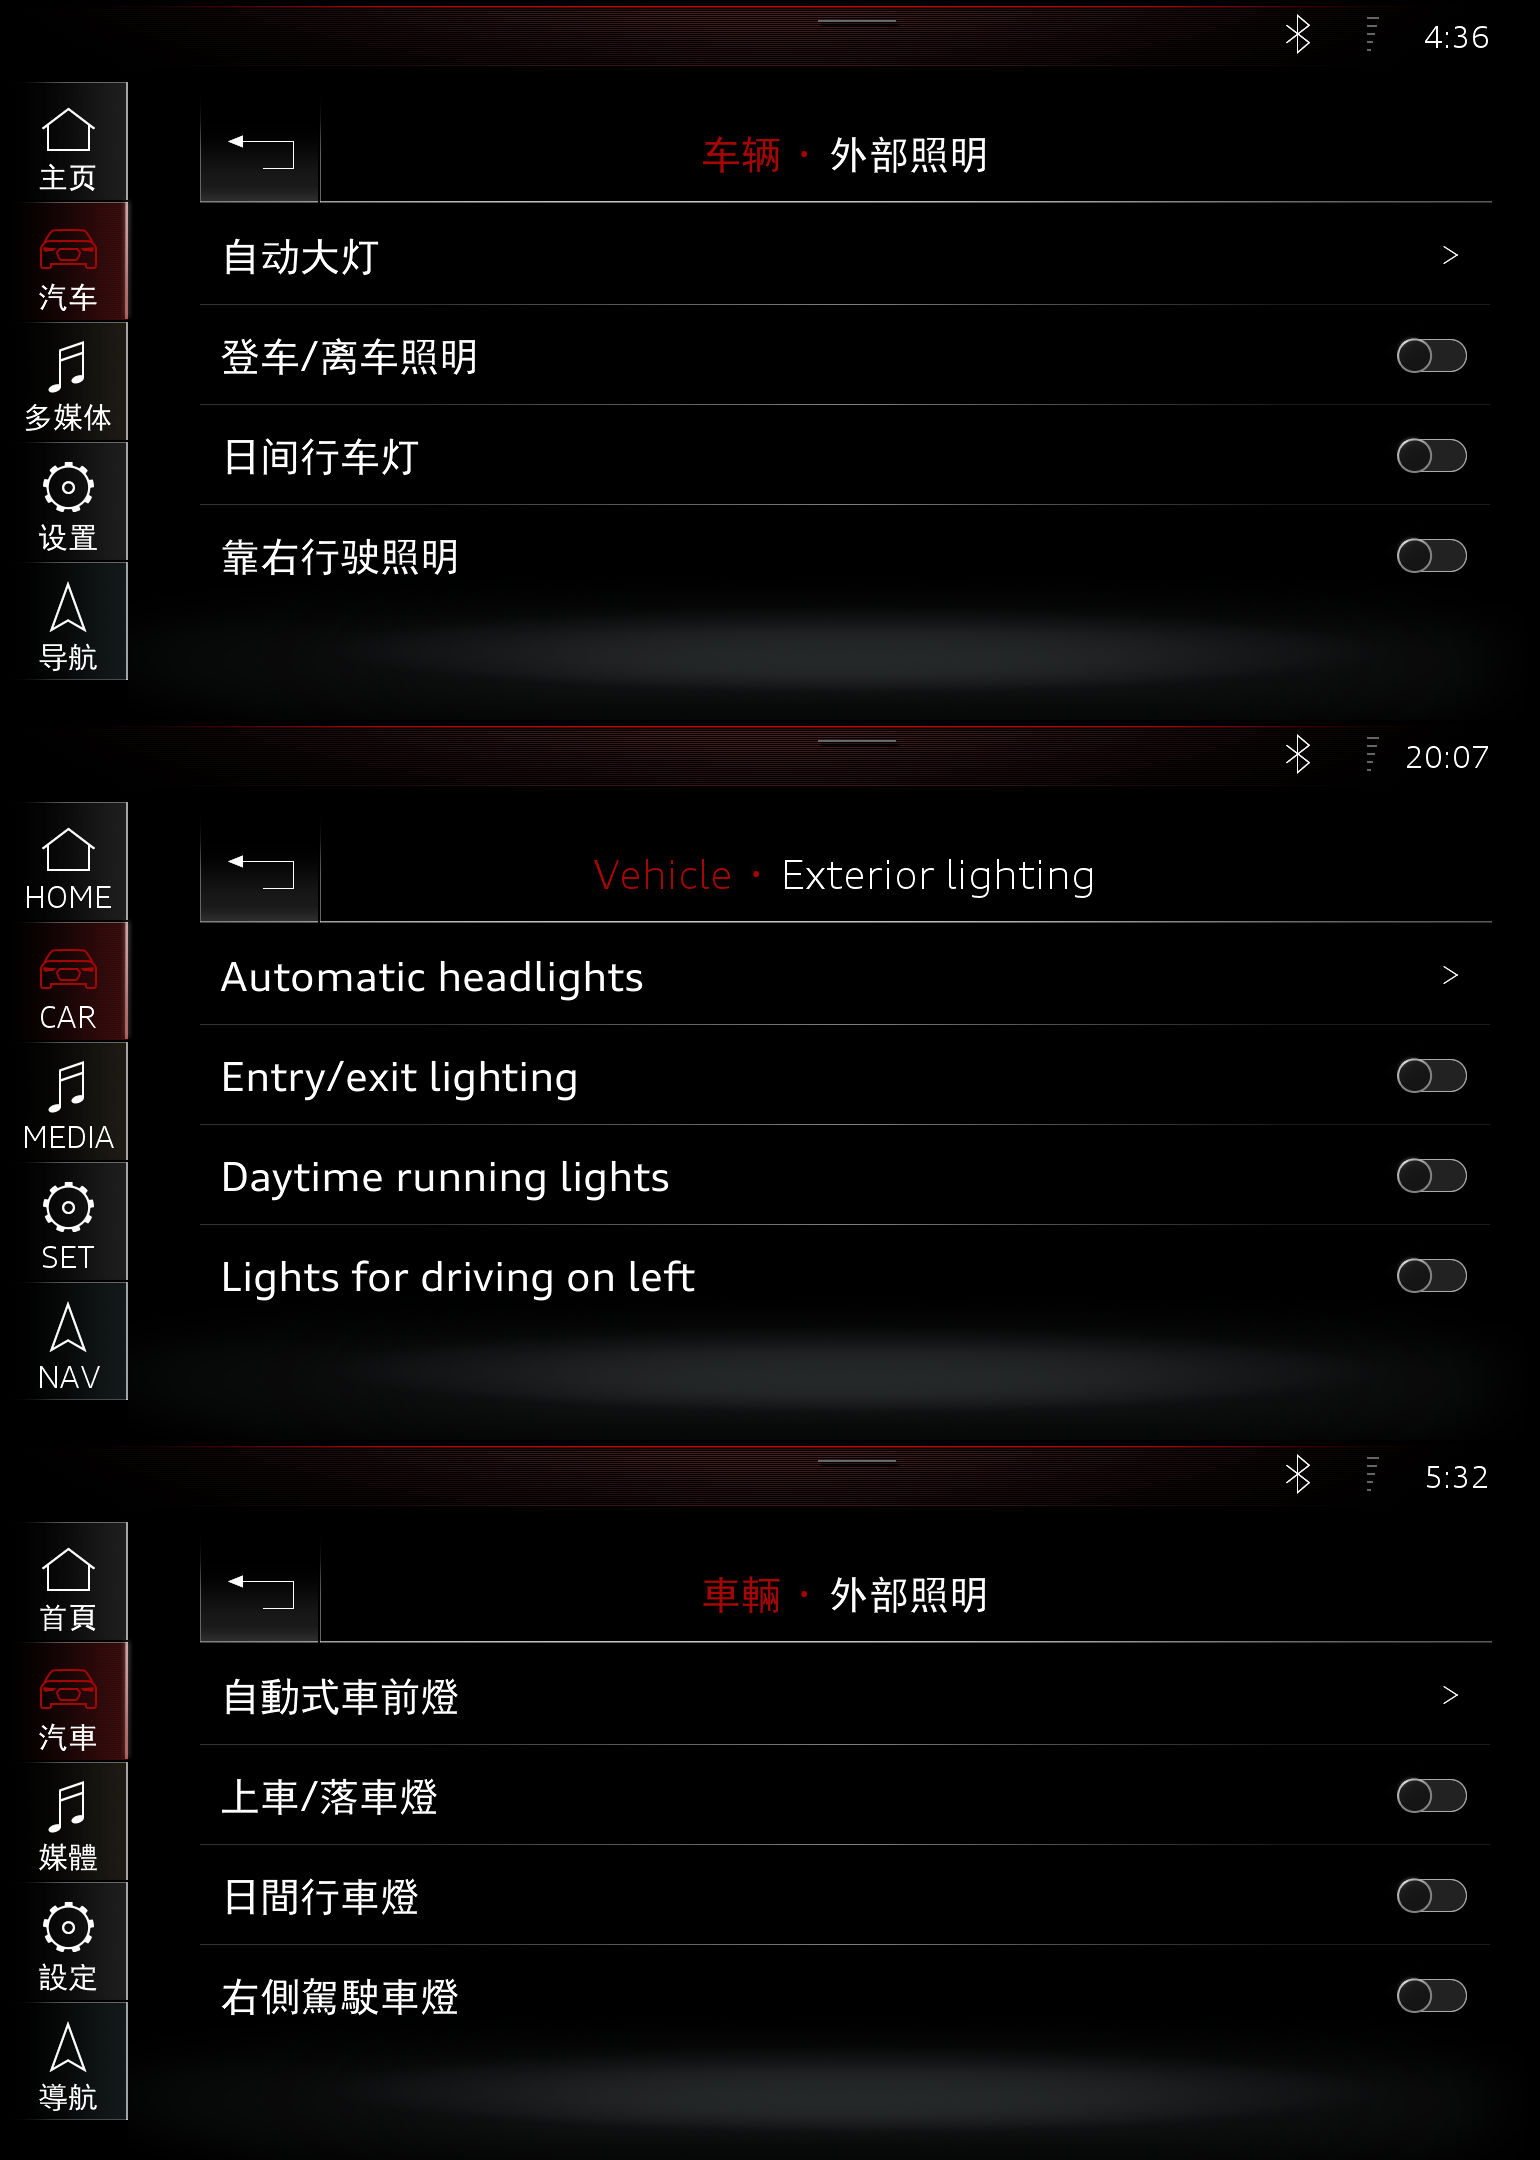 4:36
主页
车辆 · 外部照明
自动大灯
汽车
登车/离车照明
多媒体
日间行车灯
设置
靠右行驶照明
导航
20:07
HOME
Vehicle · Exterior lighting
Automatic headlights
CAR
Entry/exit lighting
MEDIA
Daytime running lights
SET
Lights for driving on left
NAV
5:32
首頁
車輛 · 外部照明
自動式車前燈
汽車
上車/落車燈
媒體
日間行車燈
設定
右側駕駛車燈
導航